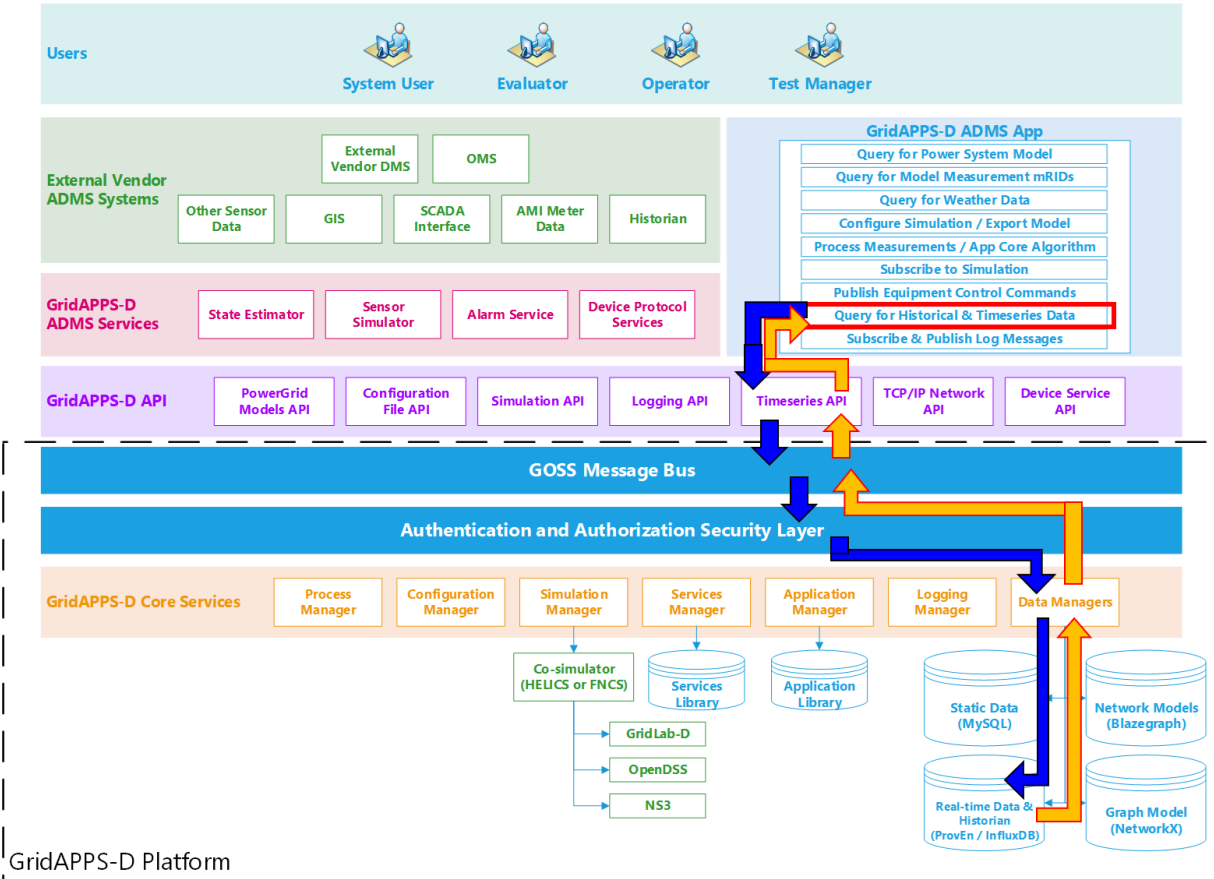 Users
System User
Evaluator
Operator
Test Manager
External Vendor
ADMS Systems
External
Vendor DMS
OMS
Other Sensor
Data
GIS
SCADA
Interface
AMI Meter
Data
Historian
GridAPPS-D ADMS App
Query for Power System Model
Query for Model Measurement mRIDs
Query for Weather Data
Configure Simulation / Export Model
Process Measurements / App Core Algorithm
Subscribe to Simulation
Publish Equipment Control Commands
Query for Historical & Timeseries Data
Subscribe & Publish Log Messages
GridAPPS-D
ADMS Services
State Estimator
Sensor
Simulator
Alarm Service
Device Protocol
Services
GridAPPS-D API
PowerGrid
Models API
Configuration
File API
Simulation API
Logging API
Timeseries API
TCP/IP Network
API
Device Service
API
GOSS Message Bus
Authentication and Authorization Security Layer
GridAPPS-D Core Services
Process
Manager
Configuration
Manager
Simulation
Manager
Services
Manager
Application
Manager
Logging
Manager
Data Managers
Co-simulator
(HELICS or FNCS)
Services
Library
Application
Library
GridLab-D
OpenDSS
NS3
Static Data
(MySQL)
Network Models
(Blazegraph)
Real-time Data &
Historian
(ProvEn / InfluxDB)
Graph Model
(NetworkX)
GridAPPS-D Platform